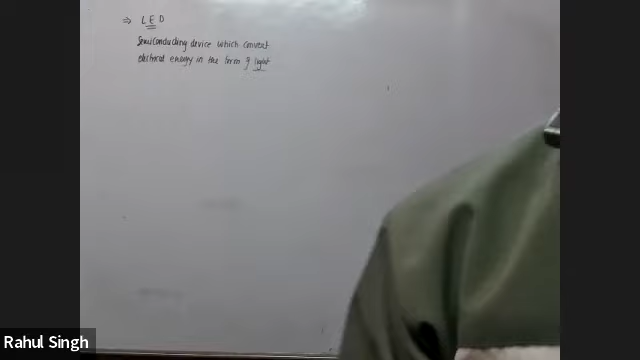 ⇒ LED
Semiconducting device which convert
electrical energy in the form of light
Rahul Singh